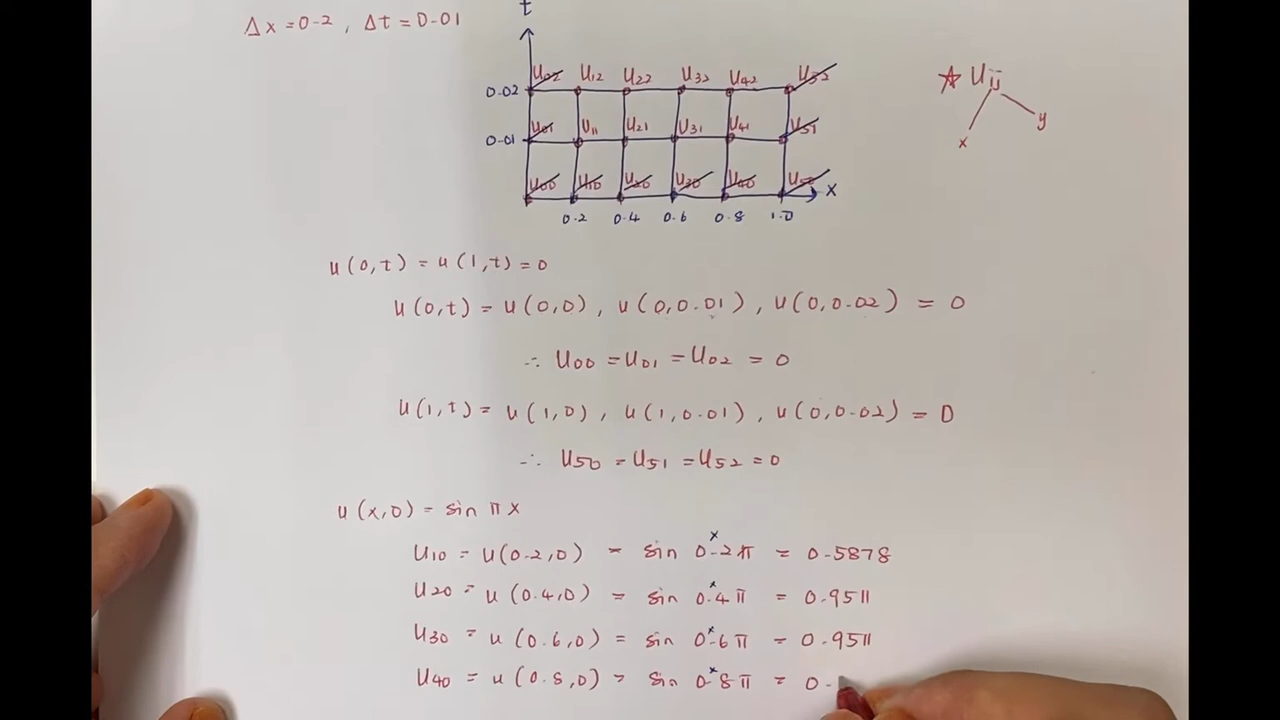 Δx = 0.2 , Δt = 0.01
t
0.02 U02 U12 U22 U32 U42 U52
0.01 U01 U11 U21 U31 U41 U51
U00 U10 U20 U30 U40 U50 x
0.2 0.4 0.6 0.8 1.0
☆ Uij
x y
u(0,t) = u(1,t) = 0
u(0,t) = u(0,0) , u(0,0.01) , u(0,0.02) = 0
∴ U00 = U01 = U02 = 0
u(1,t) = u(1,0) , u(1,0.01) , u(0,0.02) = 0
∴ U50 = U51 = U52 = 0
u(x,0) = sin πx
U10 = u(0.2,0) = sin 0.2π = 0.5878
U20 = u(0.4,0) = sin 0.4π = 0.9511
U30 = u(0.6,0) = sin 0.6π = 0.9511
U40 = u(0.8,0) = sin 0.8π = 0.